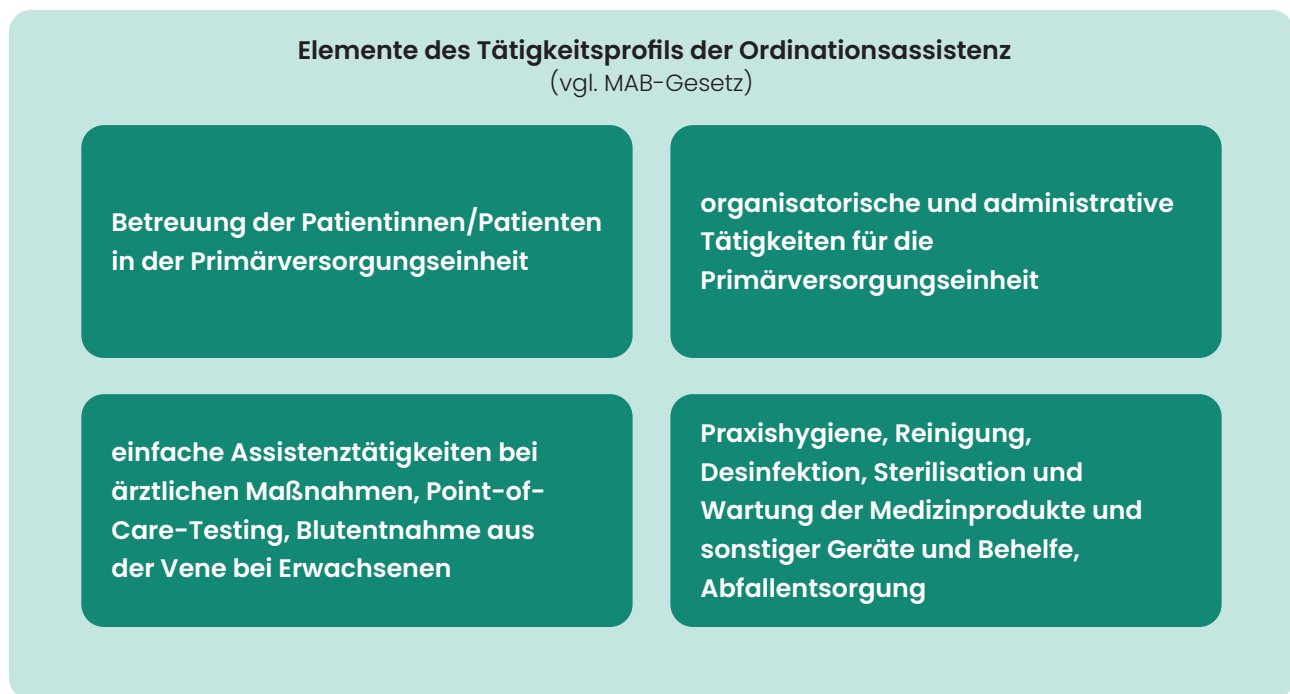 Elemente des Tätigkeitsprofils der Ordinationsassistenz
(vgl. MAB-Gesetz)
Betreuung der Patientinnen/Patienten
in der Primärversorgungseinheit
organisatorische und administrative
Tätigkeiten für die
Primärversorgungseinheit
einfache Assistenztätigkeiten bei
ärztlichen Maßnahmen, Point-of-
Care-Testing, Blutentnahme aus
der Vene bei Erwachsenen
Praxishygiene, Reinigung,
Desinfektion, Sterilisation und
Wartung der Medizinprodukte und
sonstiger Geräte und Behelfe,
Abfallentsorgung